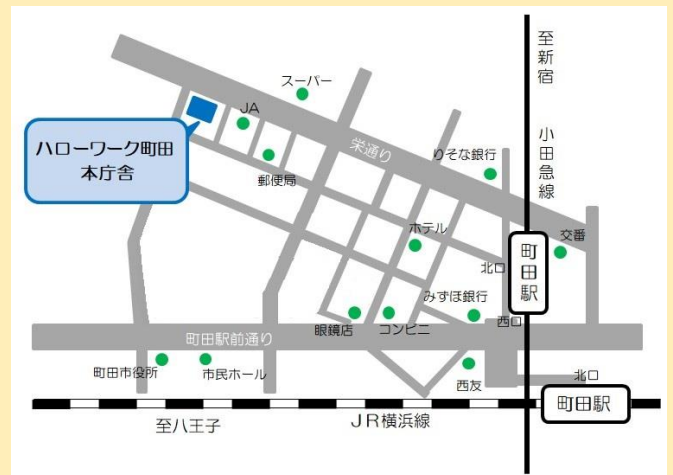 至新宿
小田急線
スーパー
JA
ハローワーク町田
本庁舎
郵便局
栄通り
りそな銀行
ホテル
交番
北口
町田駅
みずほ銀行
西口
眼鏡店
コンビニ
町田駅前通り
町田市役所
市民ホール
西友
北口
町田駅
至八王子
JR横浜線